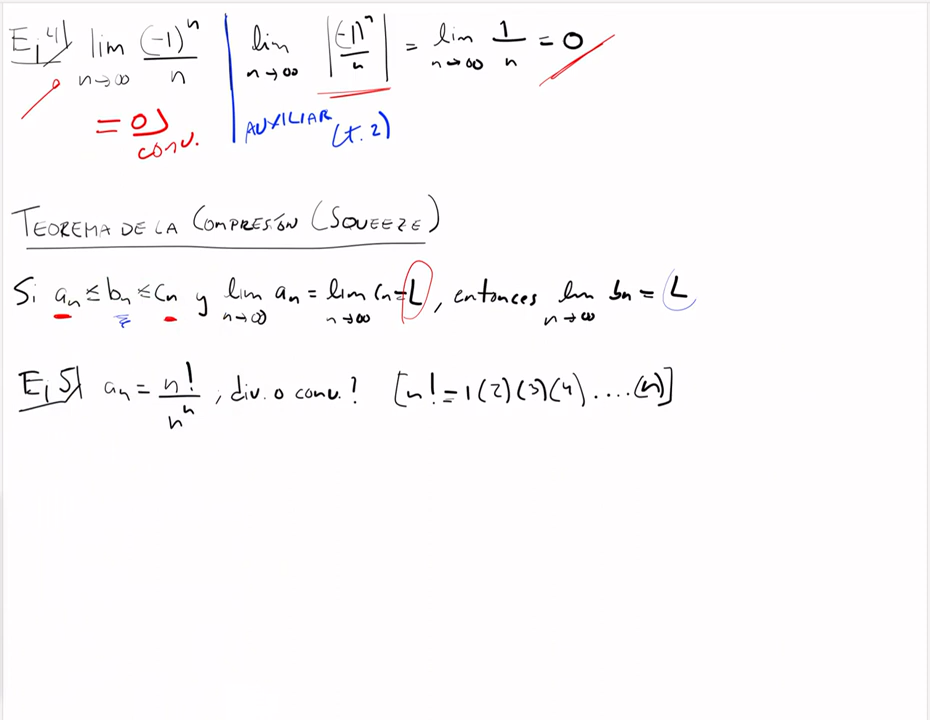 Ej 4) lim n→∞ (-1)^n / n | lim n→∞ |(-1)^n / n| = lim n→∞ 1/n = 0
= 0 conv.
AUXILIAR (t. 2)
TEOREMA DE LA COMPRESIÓN (SQUEEZE)
Si an ≤ bn ≤ cn y lim n→∞ an = lim n→∞ cn = L, entonces lim n→∞ bn = L
Ej 5) an = n! / n^n ; div. o conv.? [n! = 1(2)(3)(4)....(n)]